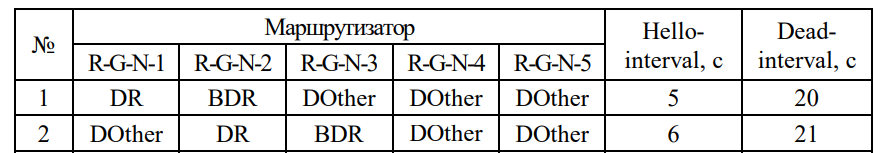 № Маршрутизатор Hello-interval, с Dead-interval, с
R-G-N-1 R-G-N-2 R-G-N-3 R-G-N-4 R-G-N-5
1 DR BDR DOther DOther DOther 5 20
2 DOther DR BDR DOther DOther 6 21